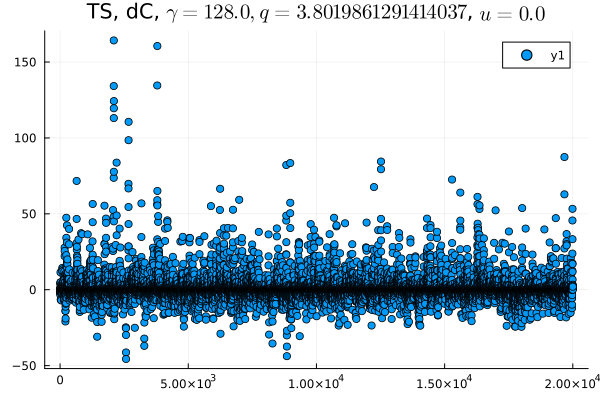 TS, dC, γ = 128.0, q = 3.8019861291414037, u = 0.0
y1
150
100
50
0
−50
0 5.00×10³ 1.00×10⁴ 1.50×10⁴ 2.00×10⁴